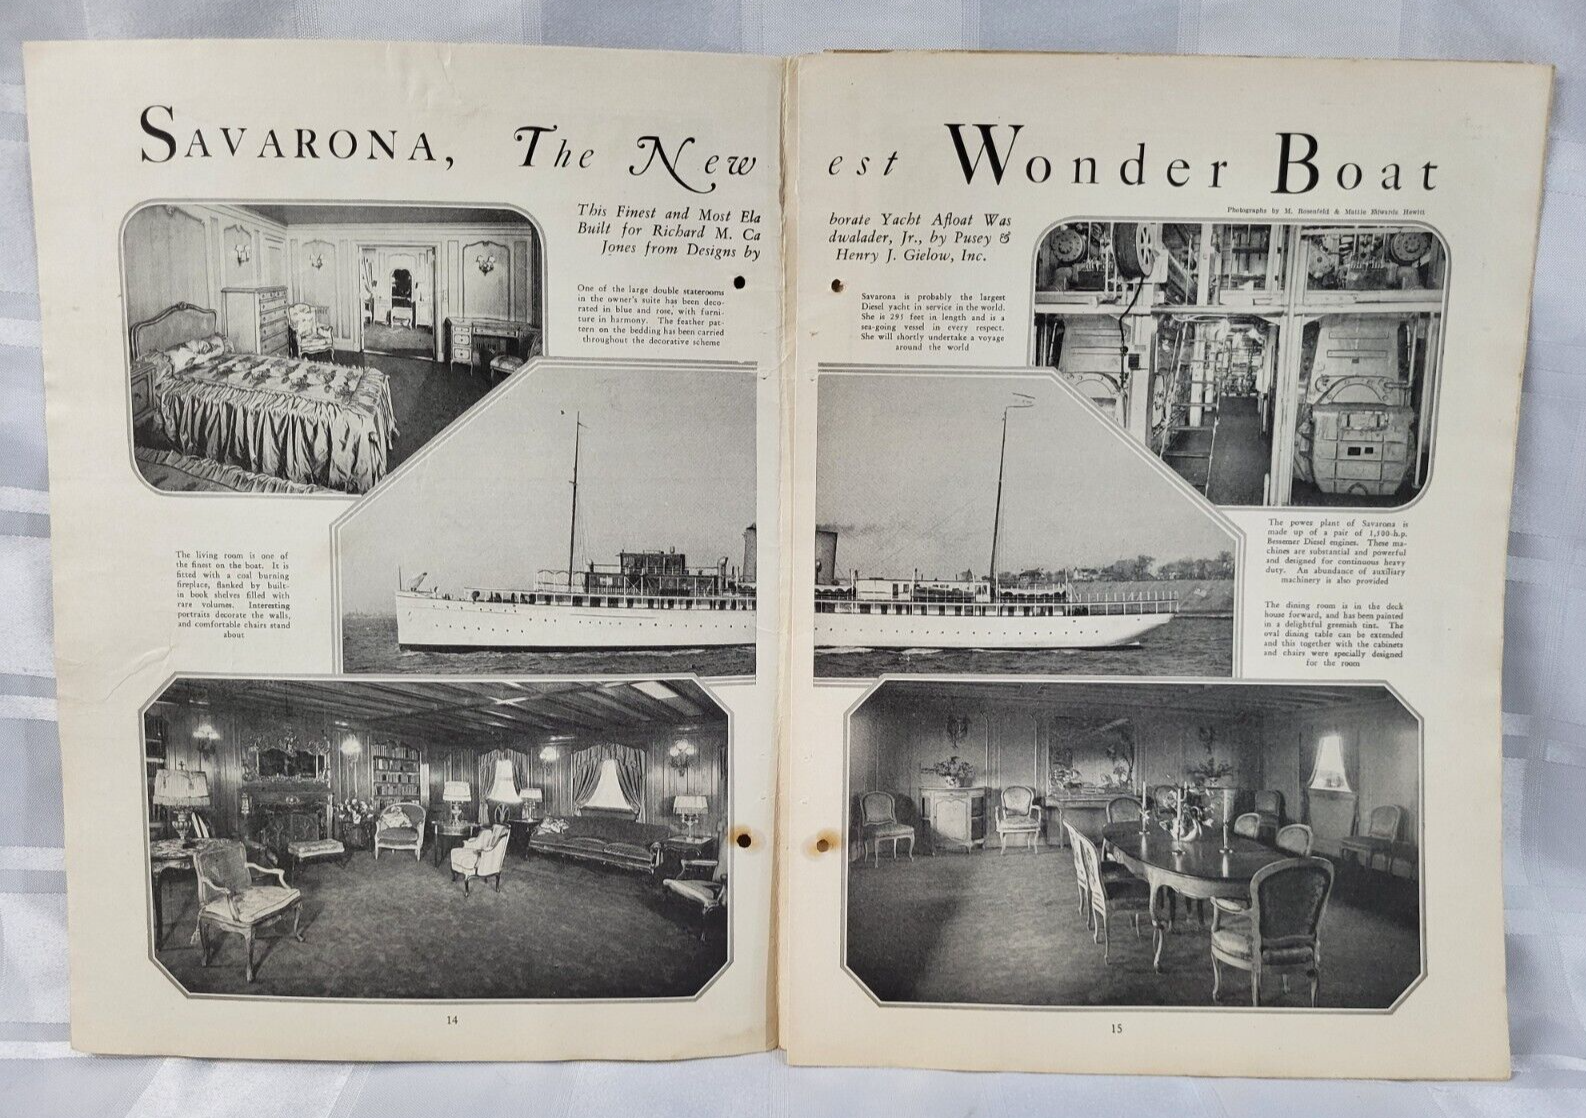 SAVARONA, The Newest Wonder Boat
Photographs by M. Rosenfeld & Mattie Edwards Hewitt
This Finest and Most Elaborate Yacht Afloat Was
Built for Richard M. Cadwalader, Jr., by Pusey &
Jones from Designs by Henry J. Gielow, Inc.
One of the large double staterooms
in the owner's suite has been deco-
rated in blue and rose, with furni-
ture in harmony. The feather pat-
tern on the bedding has been carried
throughout the decorative scheme
Savarona is probably the largest
Diesel yacht in service in the world.
She is 295 feet in length and is a
sea-going vessel in every respect.
She will shortly undertake a voyage
around the world
The living room is one of
the finest on the boat. It is
fitted with a coal burning
fireplace, flanked by built-
in book shelves filled with
rare volumes. Interesting
portraits decorate the walls,
and comfortable chairs stand
about
The power plant of Savarona is
made up of a pair of 1,500-h.p.
Bessemer Diesel engines. These ma-
chines are substantial and powerful
and designed for continuous heavy
duty. An abundance of auxiliary
machinery is also provided
The dining room is in the deck
house forward, and has been painted
in a delightful greenish tint. The
oval dining table can be extended
and this together with the cabinets
and chairs were specially designed
for the room
14
15